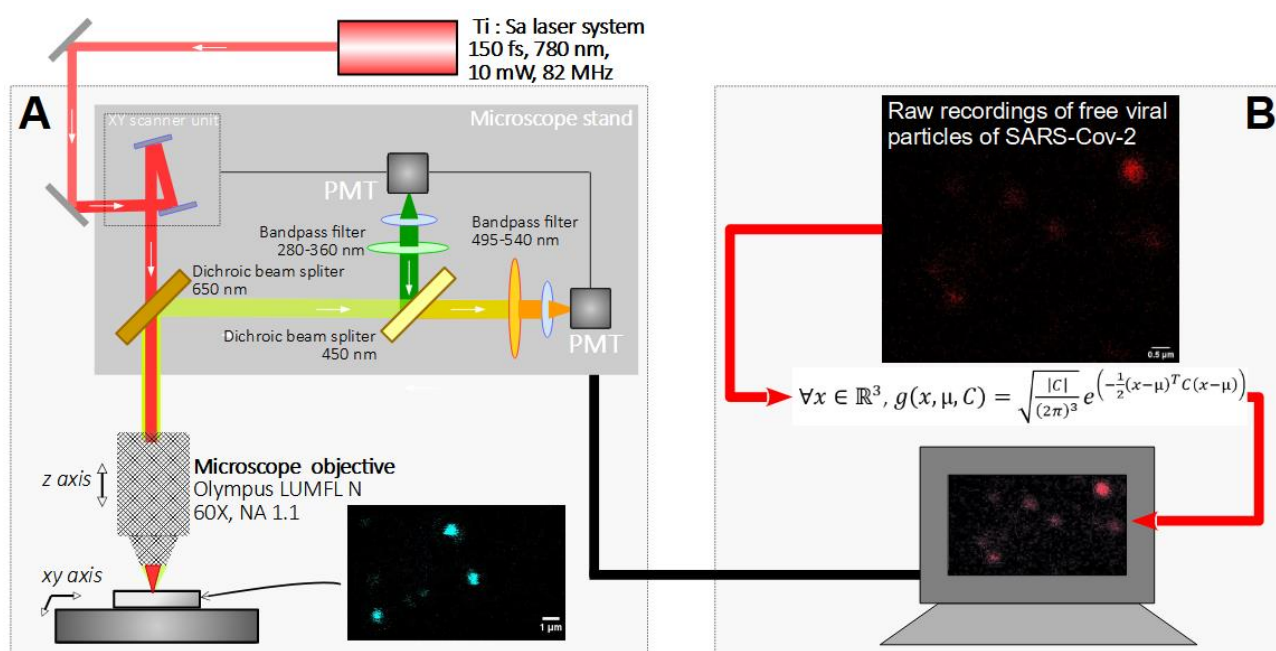 Ti : Sa laser system
150 fs, 780 nm,
10 mW, 82 MHz
A
XY scanner unit
Microscope stand
PMT
Bandpass filter
280-360 nm
Bandpass filter
495-540 nm
Dichroic beam spliter
650 nm
Dichroic beam spliter
450 nm
PMT
z axis
Microscope objective
Olympus LUMFL N
60X, NA 1.1
xy axis
1 µm
B
Raw recordings of free viral
particles of SARS-Cov-2
0.5 µm
∀x ∈ ℝ³, g(x, µ, C) = √(|C|/(2π)³) e^(−½(x−µ)ᵀC(x−µ))